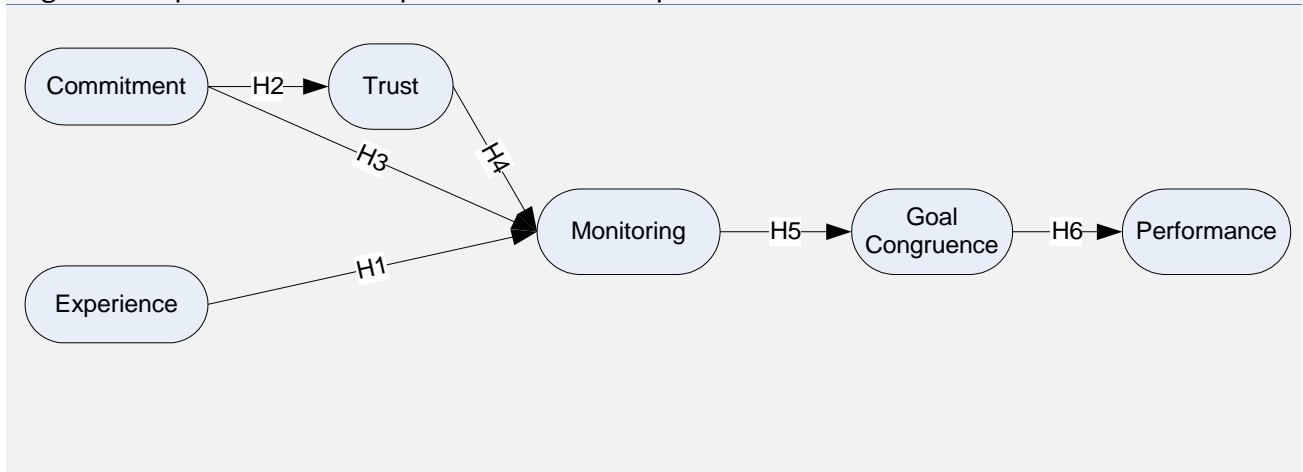 Commitment
H2
Trust
H3
H4
Monitoring
H5
Goal
Congruence
H6
Performance
H1
Experience